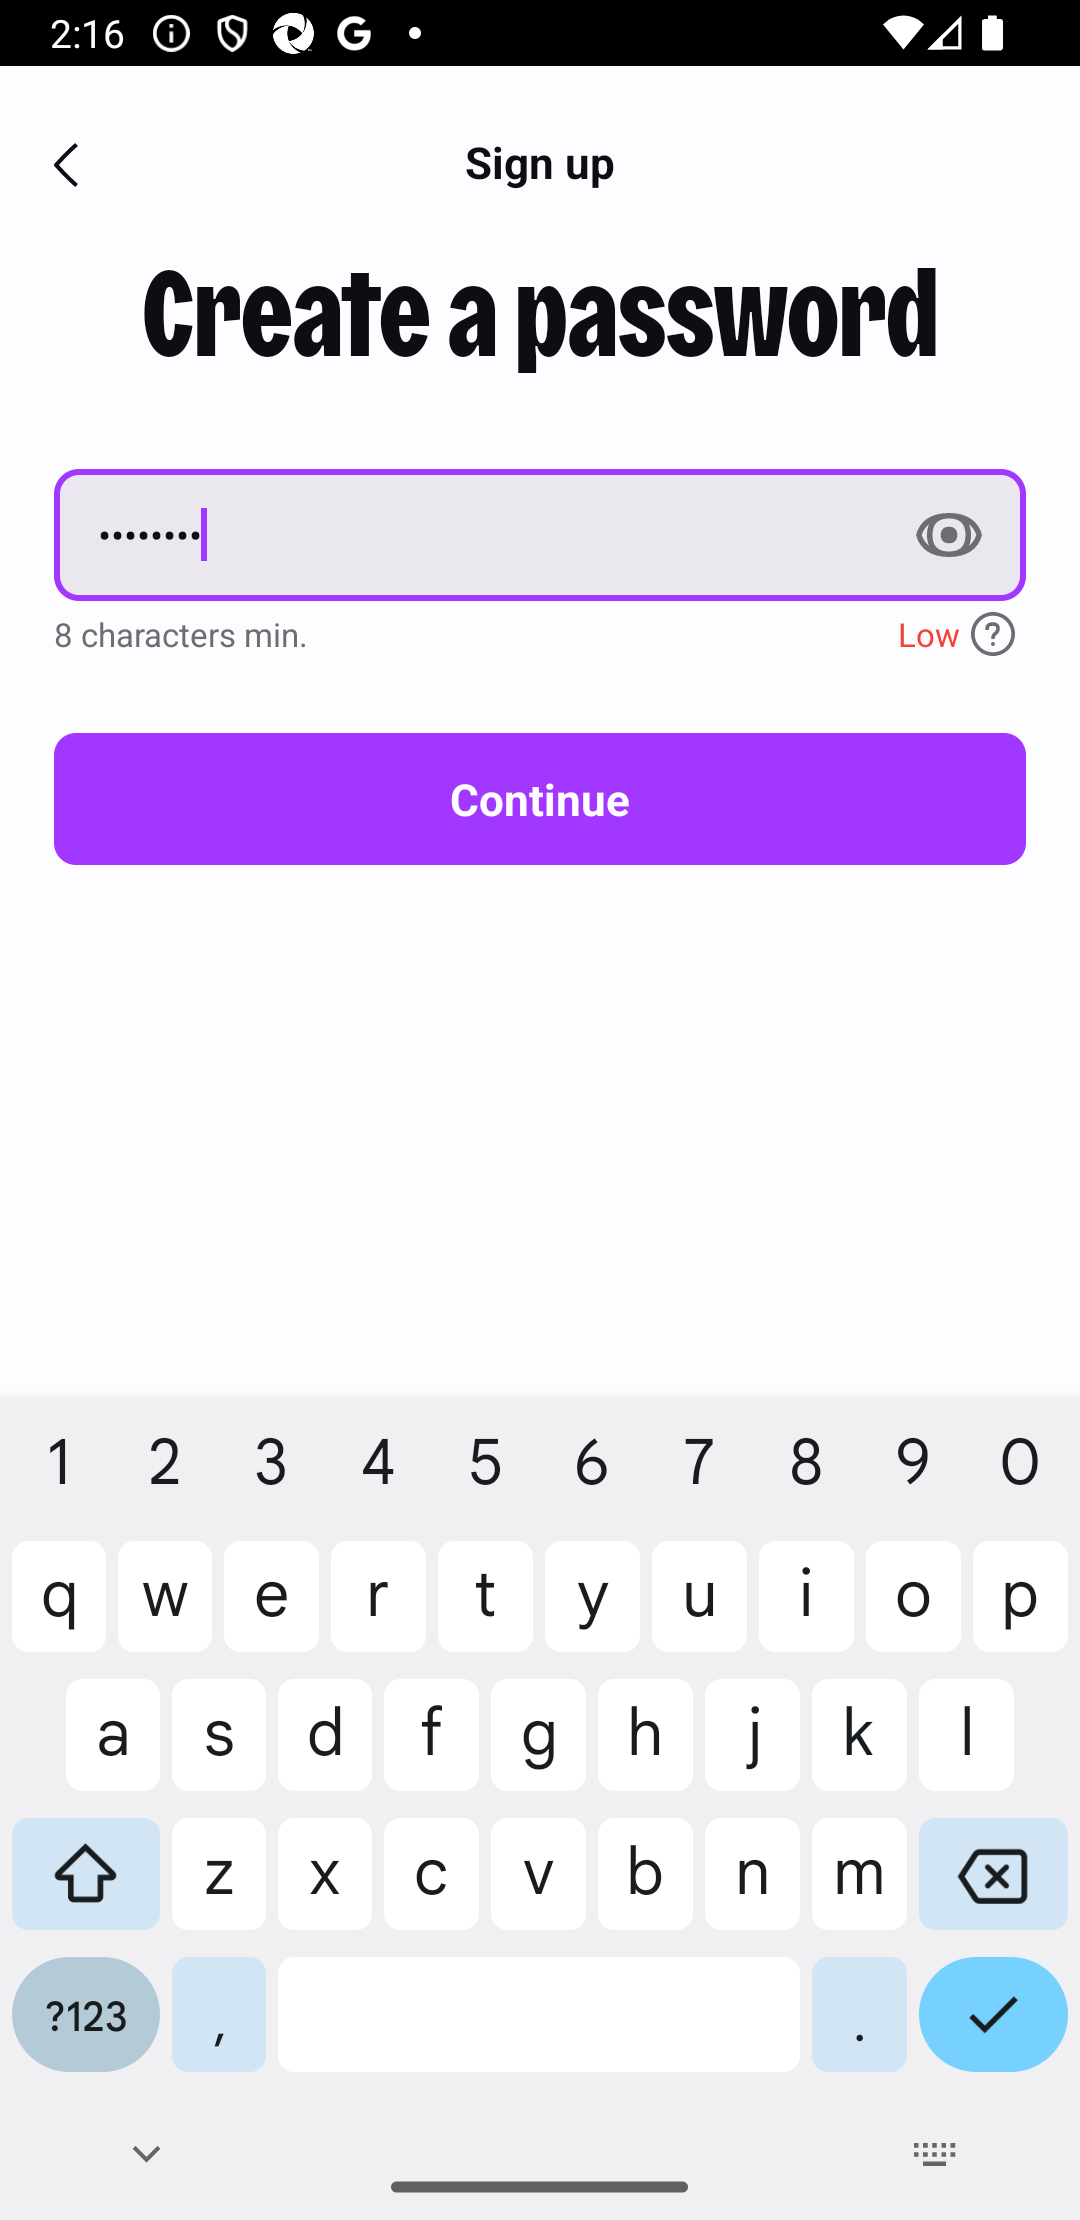 2:16
Sign up
Create a password
••••••••
8 characters min.
Low ?
Continue
1 2 3 4 5 6 7 8 9 0
q w e r t y u i o p
a s d f g h j k l
z x c v b n m
?123 , .